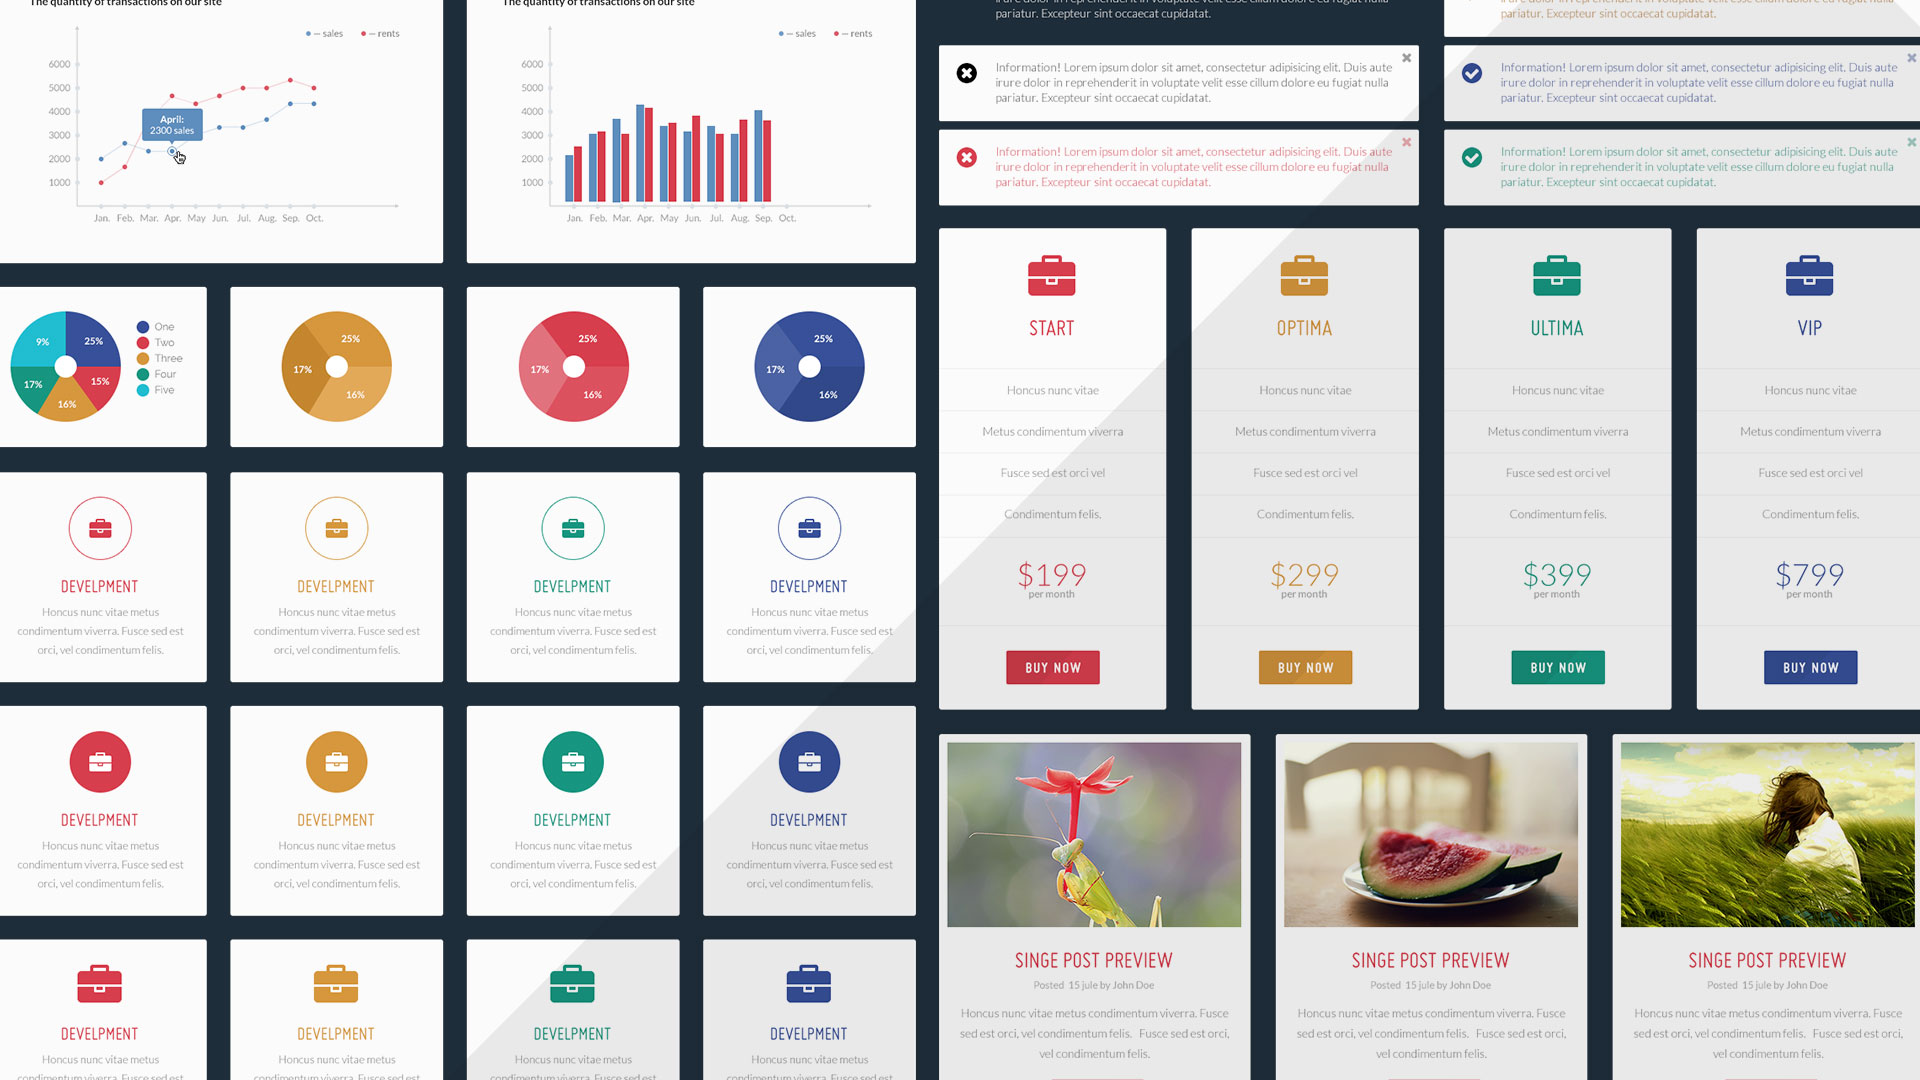 The quantity of transactions on our site
— sales
— rents
6000
5000
4000
3000
2000
1000
April:
2300 sales
Jan. Feb. Mar. Apr. May Jun. Jul. Aug. Sep. Oct.
The quantity of transactions on our site
— sales
— rents
6000
5000
4000
3000
2000
1000
Jan. Feb. Mar. Apr. May Jun. Jul. Aug. Sep. Oct.
9%
25%
17%
15%
16%
One
Two
Three
Four
Five
25%
17%
16%
25%
17%
16%
25%
17%
16%
DEVELPMENT
Honcus nunc vitae metus
condimentum viverra. Fusce sed est
orci, vel condimentum felis.
DEVELPMENT
Honcus nunc vitae metus
condimentum viverra. Fusce sed est
orci, vel condimentum felis.
DEVELPMENT
Honcus nunc vitae metus
condimentum viverra. Fusce sed est
orci, vel condimentum felis.
DEVELPMENT
Honcus nunc vitae metus
condimentum viverra. Fusce sed est
orci, vel condimentum felis.
DEVELPMENT
Honcus nunc vitae metus
condimentum viverra. Fusce sed est
orci, vel condimentum felis.
DEVELPMENT
Honcus nunc vitae metus
condimentum viverra. Fusce sed est
orci, vel condimentum felis.
DEVELPMENT
Honcus nunc vitae metus
condimentum viverra. Fusce sed est
orci, vel condimentum felis.
DEVELPMENT
Honcus nunc vitae metus
condimentum viverra. Fusce sed est
orci, vel condimentum felis.
DEVELPMENT
Honcus nunc vitae metus
condimentum viverra. Fusce sed est
DEVELPMENT
Honcus nunc vitae metus
condimentum viverra. Fusce sed est
DEVELPMENT
Honcus nunc vitae metus
condimentum viverra. Fusce sed est
DEVELPMENT
Honcus nunc vitae metus
condimentum viverra. Fusce sed est
irure dolor in reprehenderit in voluptate velit esse cillum dolore eu fugiat nulla
pariatur. Excepteur sint occaecat cupidatat.
irure dolor in reprehenderit in voluptate velit esse cillum dolore eu fugiat nulla
pariatur. Excepteur sint occaecat cupidatat.
Information! Lorem ipsum dolor sit amet, consectetur adipisicing elit. Duis aute
irure dolor in reprehenderit in voluptate velit esse cillum dolore eu fugiat nulla
pariatur. Excepteur sint occaecat cupidatat.
Information! Lorem ipsum dolor sit amet, consectetur adipisicing elit. Duis aute
irure dolor in reprehenderit in voluptate velit esse cillum dolore eu fugiat nulla
pariatur. Excepteur sint occaecat cupidatat.
Information! Lorem ipsum dolor sit amet, consectetur adipisicing elit. Duis aute
irure dolor in reprehenderit in voluptate velit esse cillum dolore eu fugiat nulla
pariatur. Excepteur sint occaecat cupidatat.
Information! Lorem ipsum dolor sit amet, consectetur adipisicing elit. Duis aute
irure dolor in reprehenderit in voluptate velit esse cillum dolore eu fugiat nulla
pariatur. Excepteur sint occaecat cupidatat.
START
Honcus nunc vitae
Metus condimentum viverra
Fusce sed est orci vel
Condimentum felis.
$199
per month
BUY NOW
OPTIMA
Honcus nunc vitae
Metus condimentum viverra
Fusce sed est orci vel
Condimentum felis.
$299
per month
BUY NOW
ULTIMA
Honcus nunc vitae
Metus condimentum viverra
Fusce sed est orci vel
Condimentum felis.
$399
per month
BUY NOW
VIP
Honcus nunc vitae
Metus condimentum viverra
Fusce sed est orci vel
Condimentum felis.
$799
per month
BUY NOW
SINGE POST PREVIEW
Posted 15 jule by John Doe
Honcus nunc vitae metus condimentum viverra. Fusce
sed est orci, vel condimentum felis. Fusce sed est orci,
vel condimentum felis.
SINGE POST PREVIEW
Posted 15 jule by John Doe
Honcus nunc vitae metus condimentum viverra. Fusce
sed est orci, vel condimentum felis. Fusce sed est orci,
vel condimentum felis.
SINGE POST PREVIEW
Posted 15 jule by John Doe
Honcus nunc vitae metus condimentum viverra. Fusce
sed est orci, vel condimentum felis. Fusce sed est orci,
vel condimentum felis.